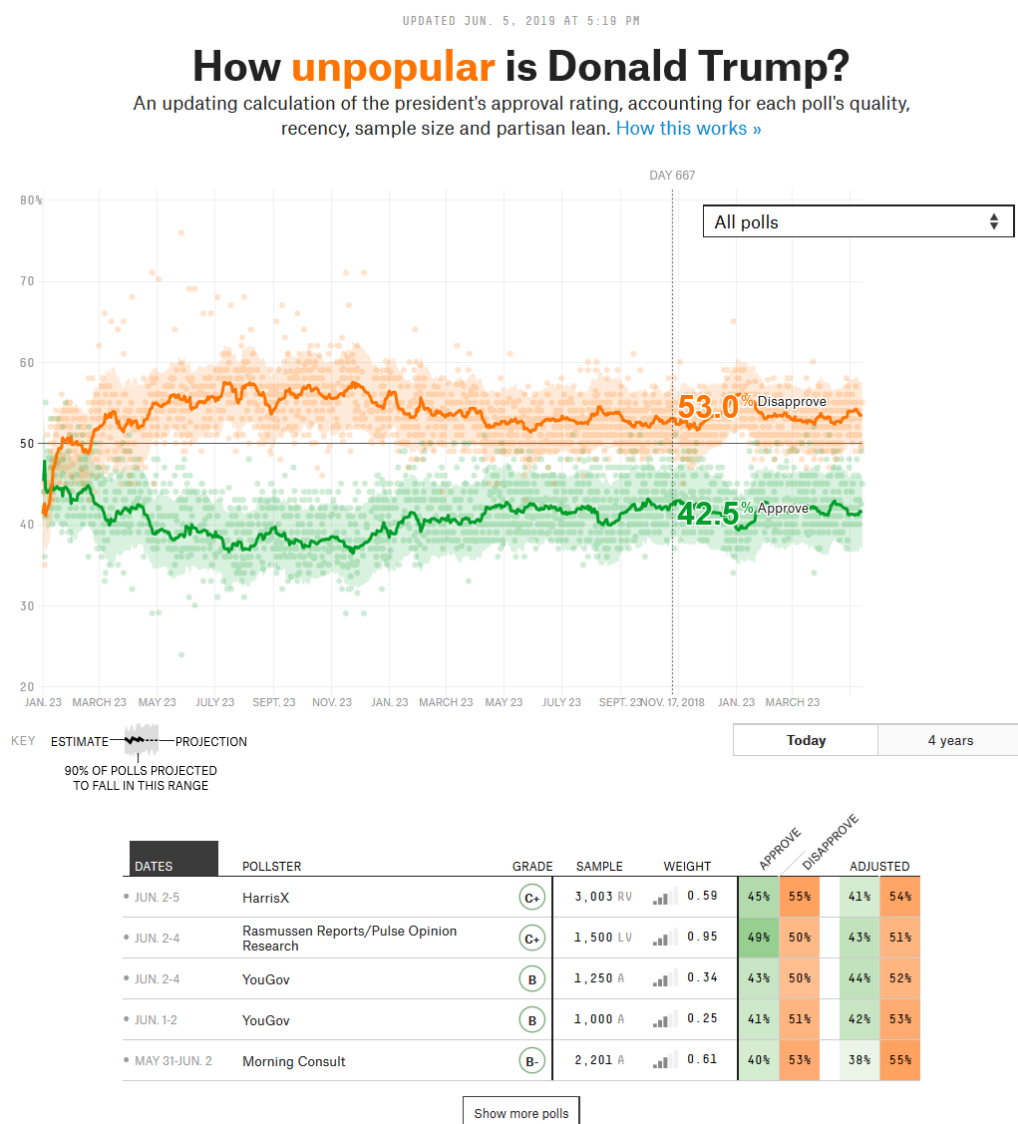 UPDATED JUN. 5, 2019 AT 5:19 PM
How unpopular is Donald Trump?
An updating calculation of the president's approval rating, accounting for each poll's quality,
recency, sample size and partisan lean. How this works »
DAY 667
All polls
80%
70
60
50
40
30
20
53.0% Disapprove
42.5% Approve
JAN. 23 MARCH 23 MAY 23 JULY 23 SEPT. 23 NOV. 23 JAN. 23 MARCH 23 MAY 23 JULY 23 SEPT. 23 NOV. 17, 2018 JAN. 23 MARCH 23
KEY ESTIMATE PROJECTION
90% OF POLLS PROJECTED
TO FALL IN THIS RANGE
Today 4 years
APPROVE DISAPPROVE
DATES POLLSTER GRADE SAMPLE WEIGHT ADJUSTED
• JUN. 2-5 HarrisX C+ 3,003 RV 0.59 45% 55% 41% 54%
• JUN. 2-4 Rasmussen Reports/Pulse Opinion
Research C+ 1,500 LV 0.95 49% 50% 43% 51%
• JUN. 2-4 YouGov B 1,250 A 0.34 43% 50% 44% 52%
• JUN. 1-2 YouGov B 1,000 A 0.25 41% 51% 42% 53%
• MAY 31-JUN. 2 Morning Consult B- 2,201 A 0.61 40% 53% 38% 55%
Show more polls